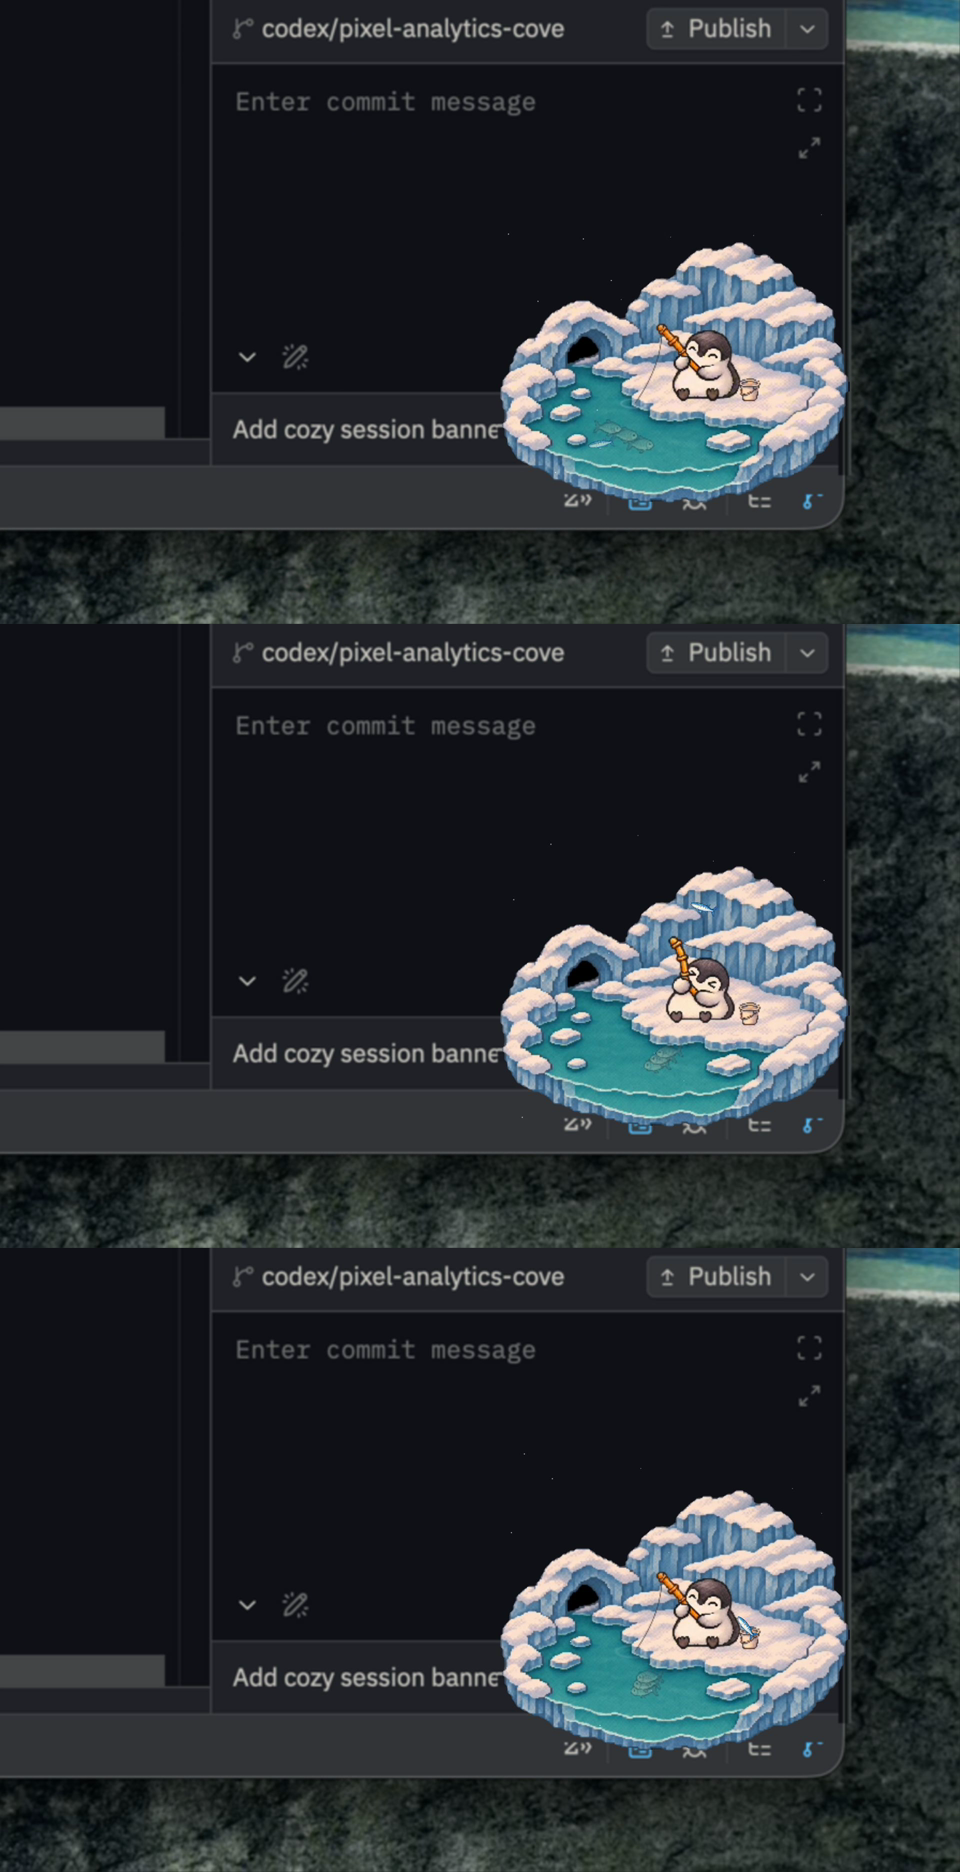 codex/pixel-analytics-cove
Publish
Enter commit message
Add cozy session banne
codex/pixel-analytics-cove
Publish
Enter commit message
Add cozy session banne
codex/pixel-analytics-cove
Publish
Enter commit message
Add cozy session banne